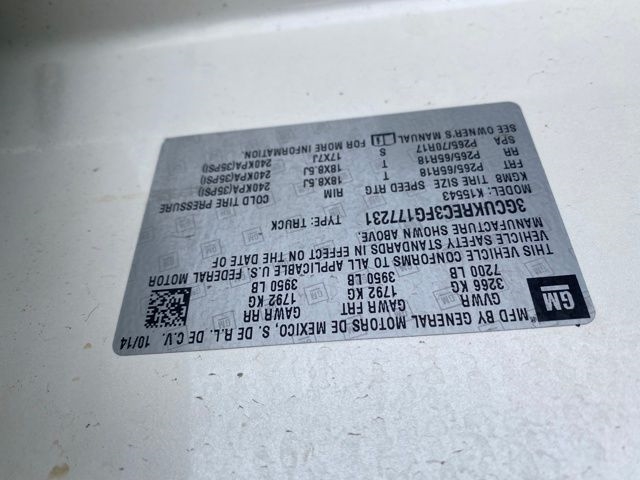 MFD BY GENERAL MOTORS DE MEXICO, S. DE R.L. DE C.V. 10/14
GM
GVWR GAWR FRT GAWR RR
3266 KG 1792 KG 1792 KG
7200 LB 3950 LB 3950 LB
THIS VEHICLE CONFORMS TO ALL APPLICABLE U.S. FEDERAL MOTOR
VEHICLE SAFETY STANDARDS IN EFFECT ON THE DATE OF
MANUFACTURE SHOWN ABOVE.
3GCUKREC3FG177231 TYPE: TRUCK
MODEL: K15543
KGM8 TIRE SIZE SPEED RTG RIM COLD TIRE PRESSURE
FRT P265/65R18 T 18X8.5J 240KPA(35PSI)
RR P265/65R18 T 18X8.5J 240KPA(35PSI)
SPA P265/70R17 S 17X7J 240KPA(35PSI)
SEE OWNER'S MANUAL FOR MORE INFORMATION.